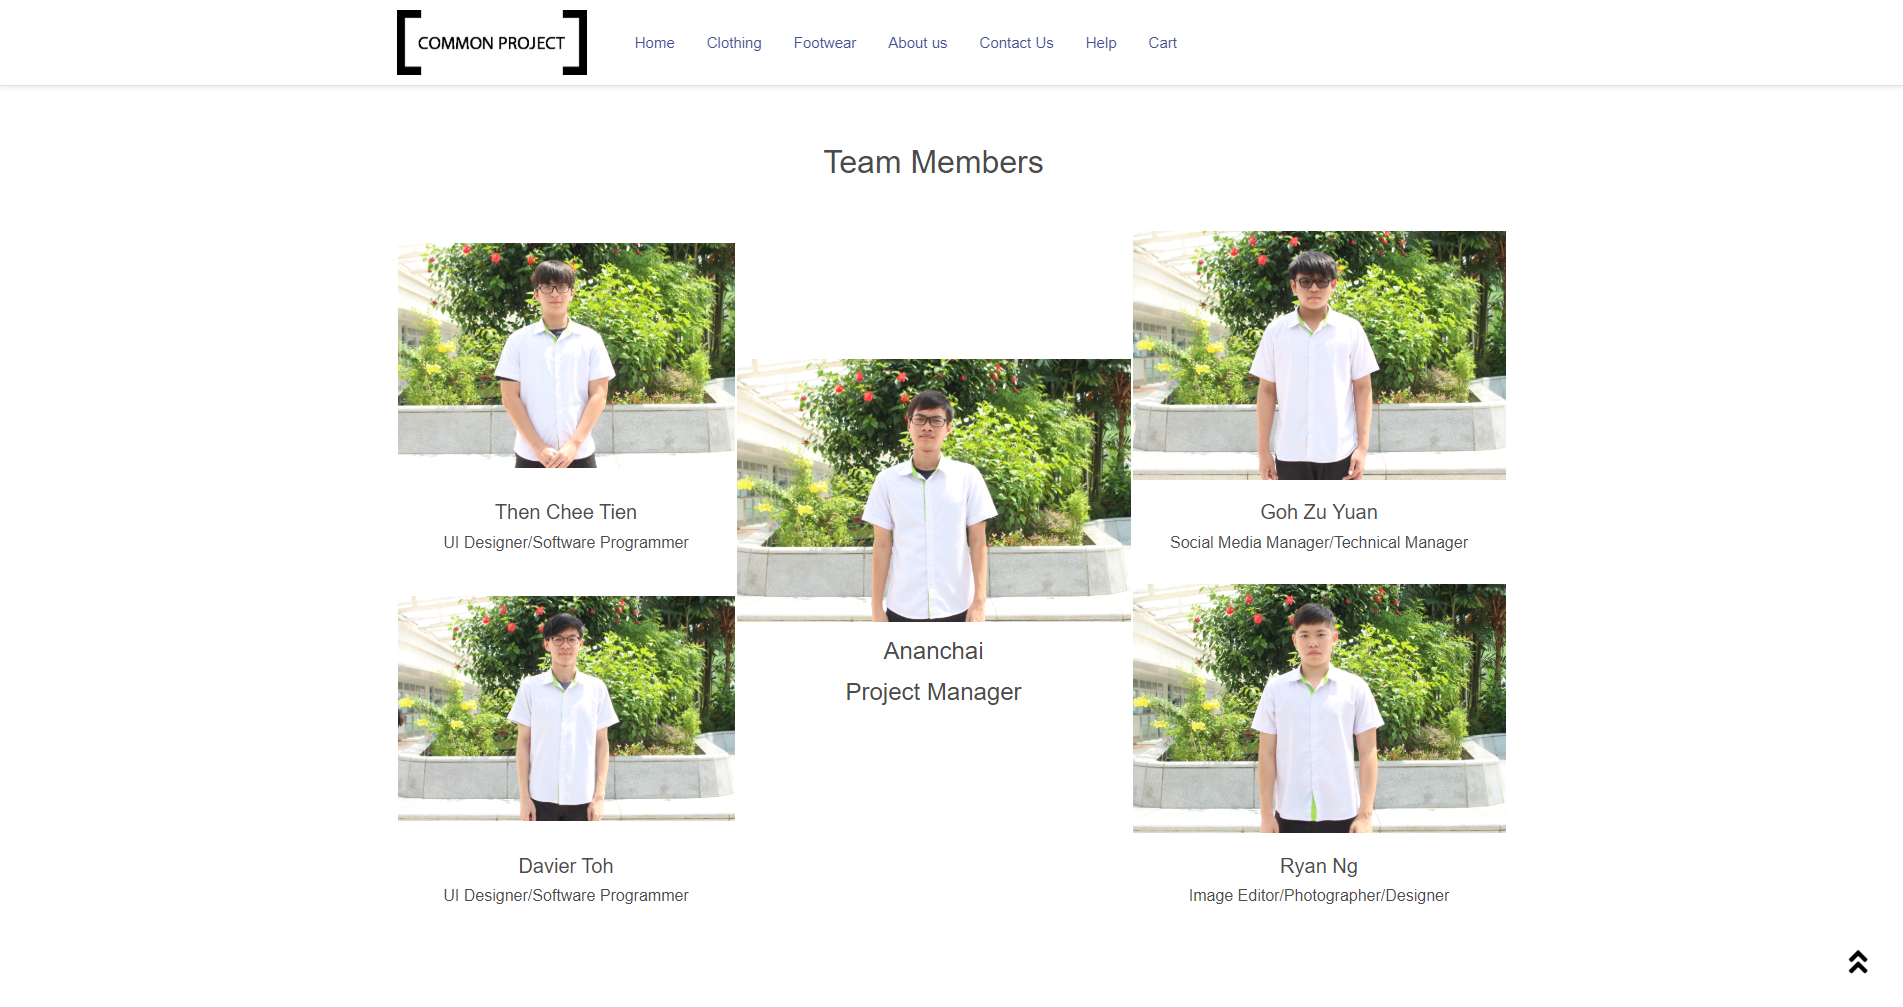 COMMON PROJECT
Home
Clothing
Footwear
About us
Contact Us
Help
Cart
Team Members
Then Chee Tien
UI Designer/Software Programmer
Goh Zu Yuan
Social Media Manager/Technical Manager
Ananchai
Project Manager
Davier Toh
UI Designer/Software Programmer
Ryan Ng
Image Editor/Photographer/Designer